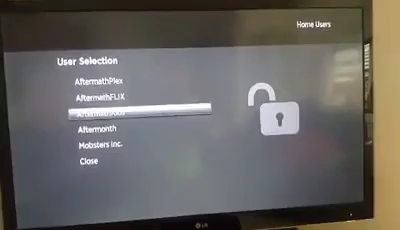 Home Users
User Selection
AftermathPlex
AftermathFLIX
Aftermonth
Mobsters Inc.
Close
LG